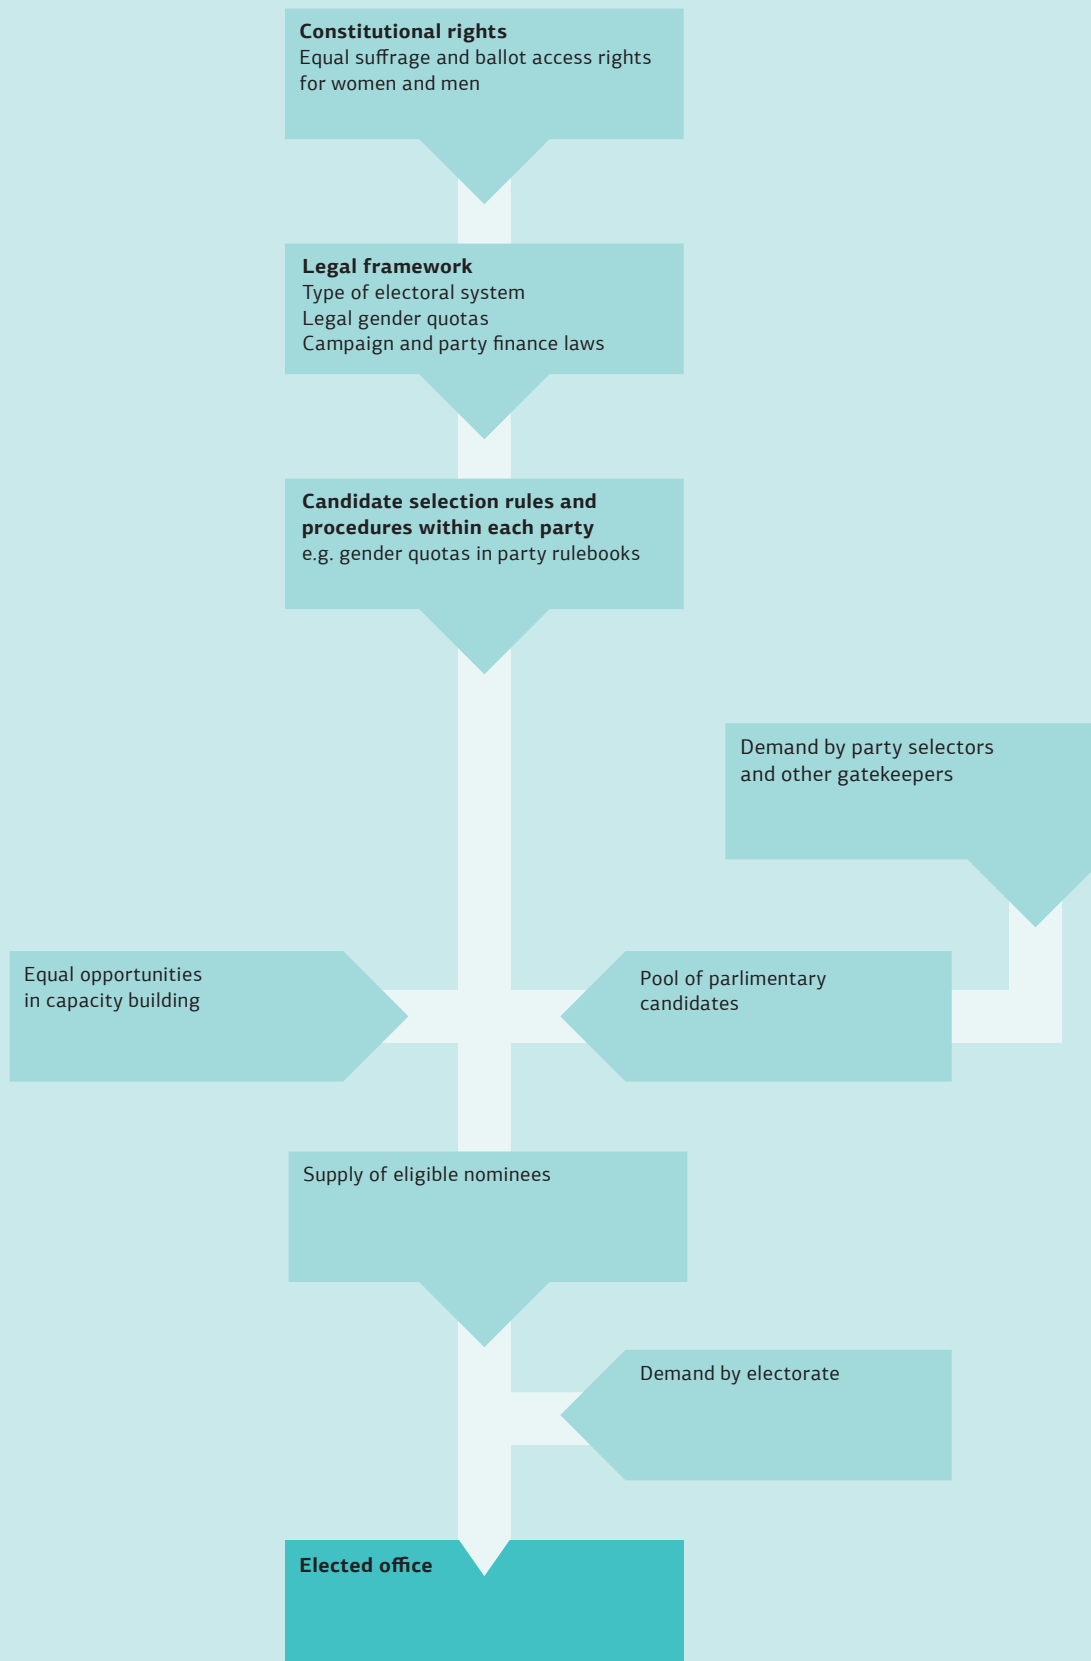 Constitutional rights
Equal suffrage and ballot access rights
for women and men
Legal framework
Type of electoral system
Legal gender quotas
Campaign and party finance laws
Candidate selection rules and
procedures within each party
e.g. gender quotas in party rulebooks
Demand by party selectors
and other gatekeepers
Equal opportunities
in capacity building
Pool of parlimentary
candidates
Supply of eligible nominees
Demand by electorate
Elected office